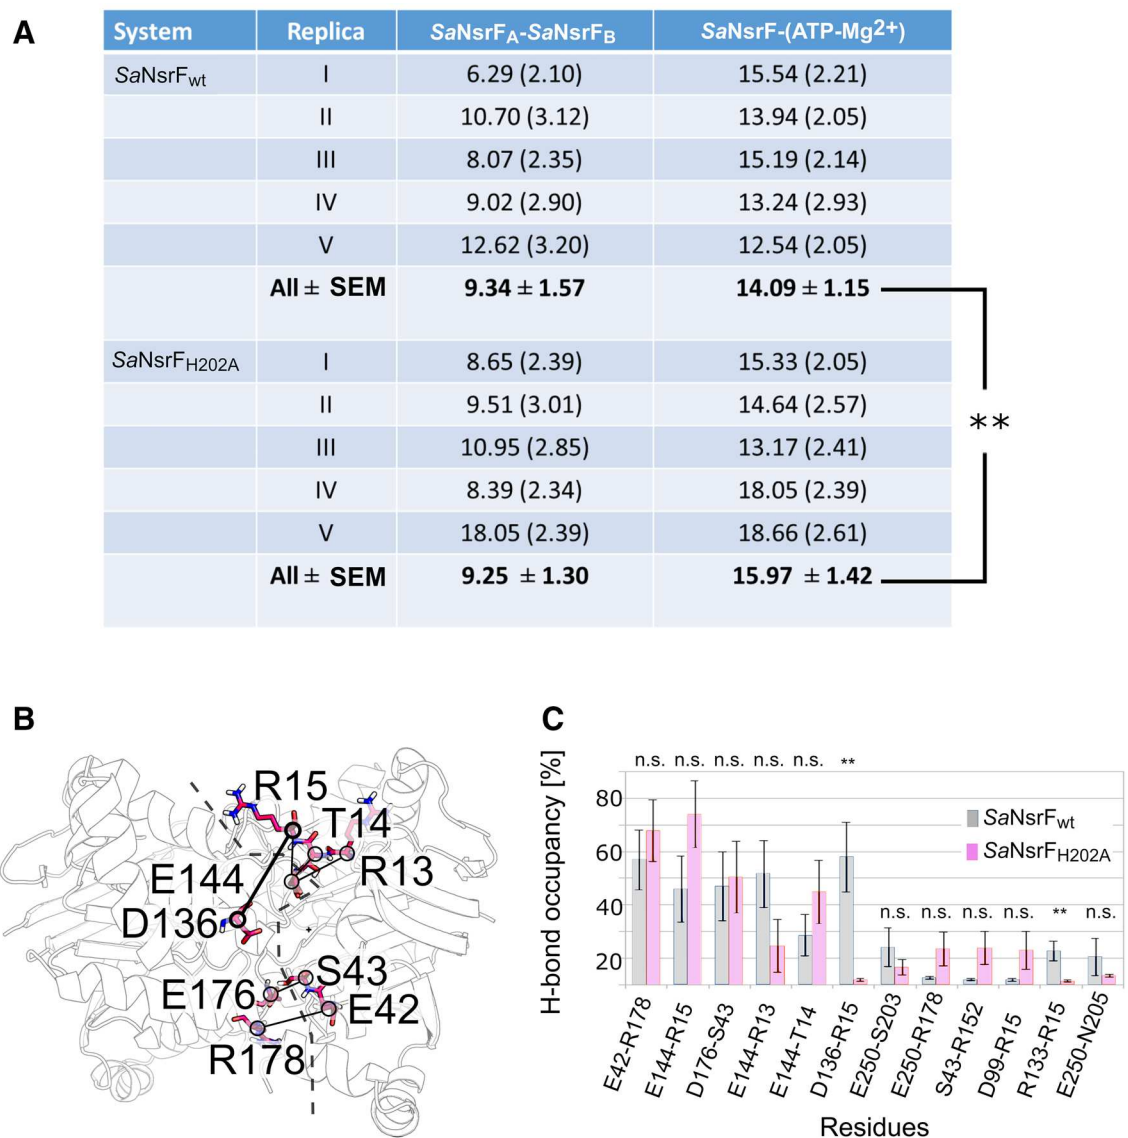 A
System Replica SaNsrFA-SaNsrFB SaNsrF-(ATP-Mg2+)
SaNsrFwt I 6.29 (2.10) 15.54 (2.21)
II 10.70 (3.12) 13.94 (2.05)
III 8.07 (2.35) 15.19 (2.14)
IV 9.02 (2.90) 13.24 (2.93)
V 12.62 (3.20) 12.54 (2.05)
All ± SEM 9.34 ± 1.57 14.09 ± 1.15
SaNsrFH202A I 8.65 (2.39) 15.33 (2.05)
II 9.51 (3.01) 14.64 (2.57)
**
III 10.95 (2.85) 13.17 (2.41)
IV 8.39 (2.34) 18.05 (2.39)
V 18.05 (2.39) 18.66 (2.61)
All ± SEM 9.25 ± 1.30 15.97 ± 1.42
B
R15
T14
E144
R13
D136
S43
E176
E42
R178
C
H-bond occupancy [%]
n.s. n.s. n.s. n.s. n.s. **
80
60
40
20
SaNsrFwt
SaNsrFH202A
n.s. n.s. n.s. n.s. ** n.s.
E42-R178
E144-R15
D176-S43
E144-R13
E144-T14
D136-R15
E250-S203
E250-R178
S43-R152
D99-R15
R133-R15
E250-N205
Residues